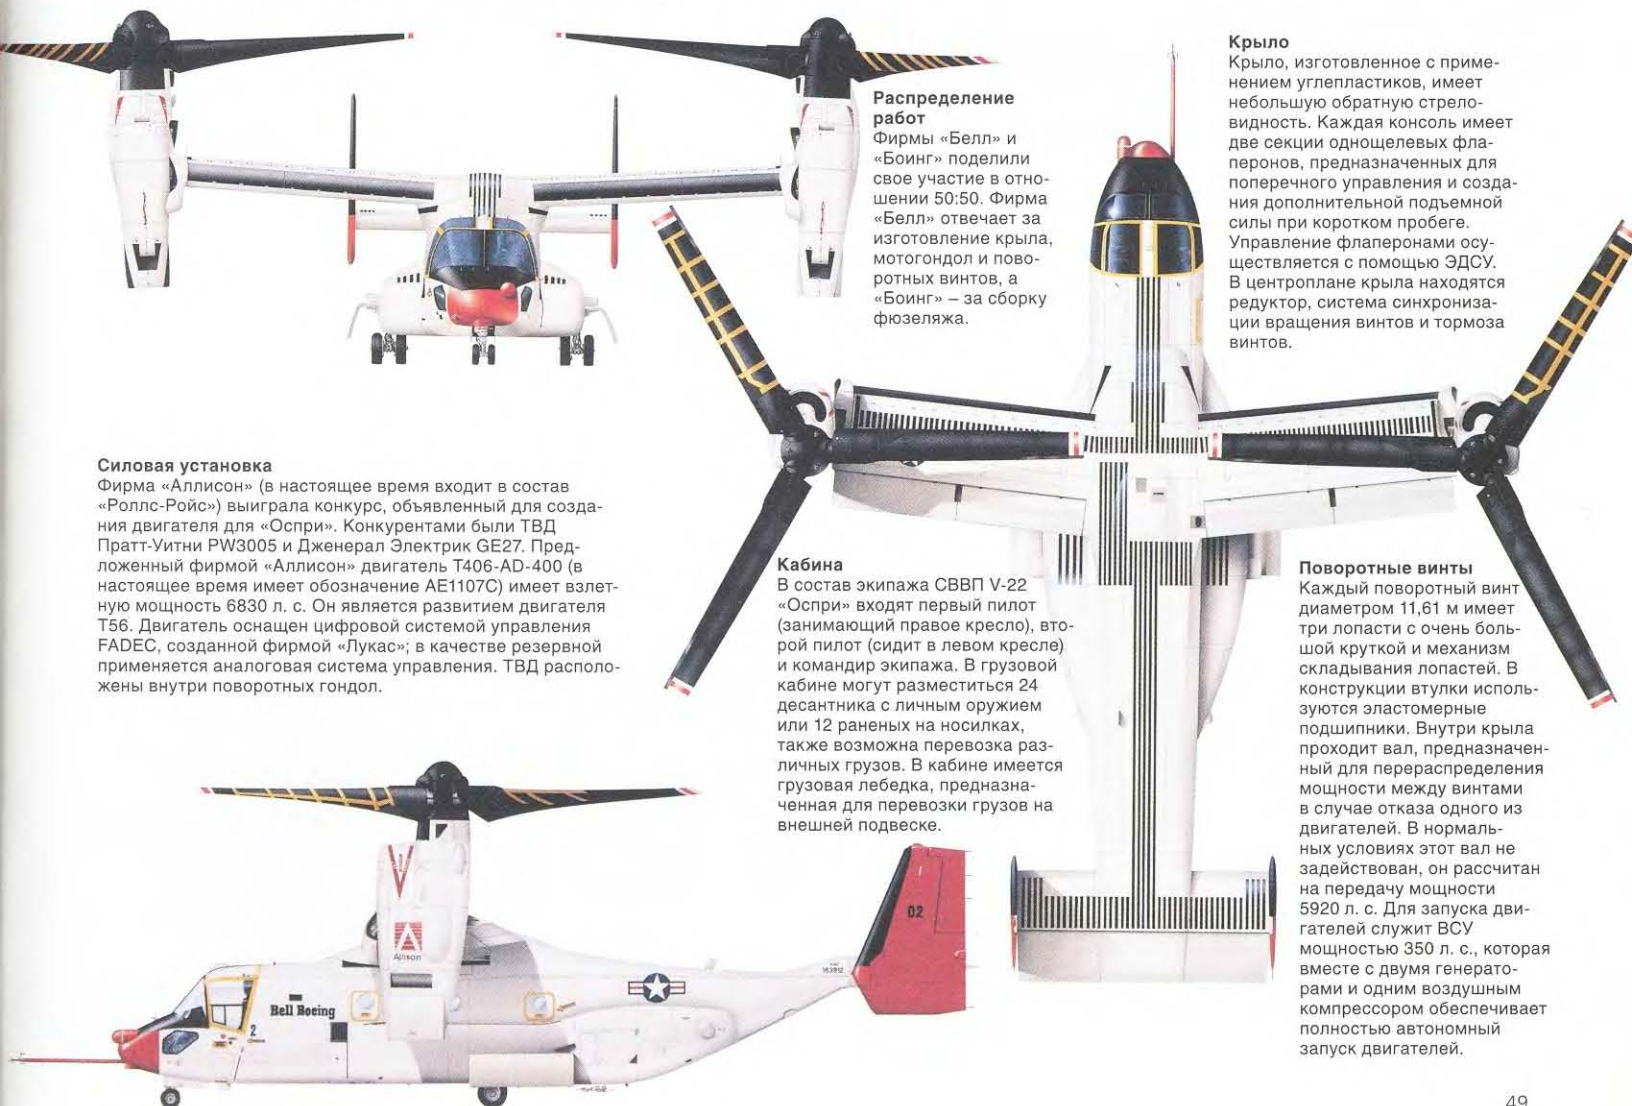 Распределение
работ
Фирмы «Белл» и
«Боинг» поделили
свое участие в отно-
шении 50:50. Фирма
«Белл» отвечает за
изготовление крыла,
мотогондол и пово-
ротных винтов, а
«Боинг» – за сборку
фюзеляжа.
Крыло
Крыло, изготовленное с приме-
нением углепластиков, имеет
небольшую обратную стрело-
видность. Каждая консоль имеет
две секции однощелевых фла-
перонов, предназначенных для
поперечного управления и созда-
ния дополнительной подъемной
силы при коротком пробеге.
Управление флаперонами осу-
ществляется с помощью ЭДСУ.
В центроплане крыла находятся
редуктор, система синхрониза-
ции вращения винтов и тормоза
винтов.
Силовая установка
Фирма «Аллисон» (в настоящее время входит в состав
«Роллс-Ройс») выиграла конкурс, объявленный для созда-
ния двигателя для «Оспри». Конкурентами были ТВД
Пратт-Уитни PW3005 и Дженерал Электрик GE27. Пред-
ложенный фирмой «Аллисон» двигатель T406-AD-400 (в
настоящее время имеет обозначение AE1107C) имеет взлет-
ную мощность 6830 л. с. Он является развитием двигателя
T56. Двигатель оснащен цифровой системой управления
FADEC, созданной фирмой «Лукас»; в качестве резервной
применяется аналоговая система управления. ТВД располо-
жены внутри поворотных гондол.
Кабина
В состав экипажа СВВП V-22
«Оспри» входят первый пилот
(занимающий правое кресло), вто-
рой пилот (сидит в левом кресле)
и командир экипажа. В грузовой
кабине могут разместиться 24
десантника с личным оружием
или 12 раненых на носилках,
также возможна перевозка раз-
личных грузов. В кабине имеется
грузовая лебедка, предназна-
ченная для перевозки грузов на
внешней подвеске.
Поворотные винты
Каждый поворотный винт
диаметром 11,61 м имеет
три лопасти с очень боль-
шой круткой и механизм
складывания лопастей. В
конструкции втулки исполь-
зуются эластомерные
подшипники. Внутри крыла
проходит вал, предназначен-
ный для перераспределения
мощности между винтами
в случае отказа одного из
двигателей. В нормаль-
ных условиях этот вал не
задействован, он рассчитан
на передачу мощности
5920 л. с. Для запуска дви-
гателей служит ВСУ
мощностью 350 л. с., которая
вместе с двумя генерато-
рами и одним воздушным
компрессором обеспечивает
полностью автономный
запуск двигателей.
02
Allison
163912
Bell Boeing
2
49